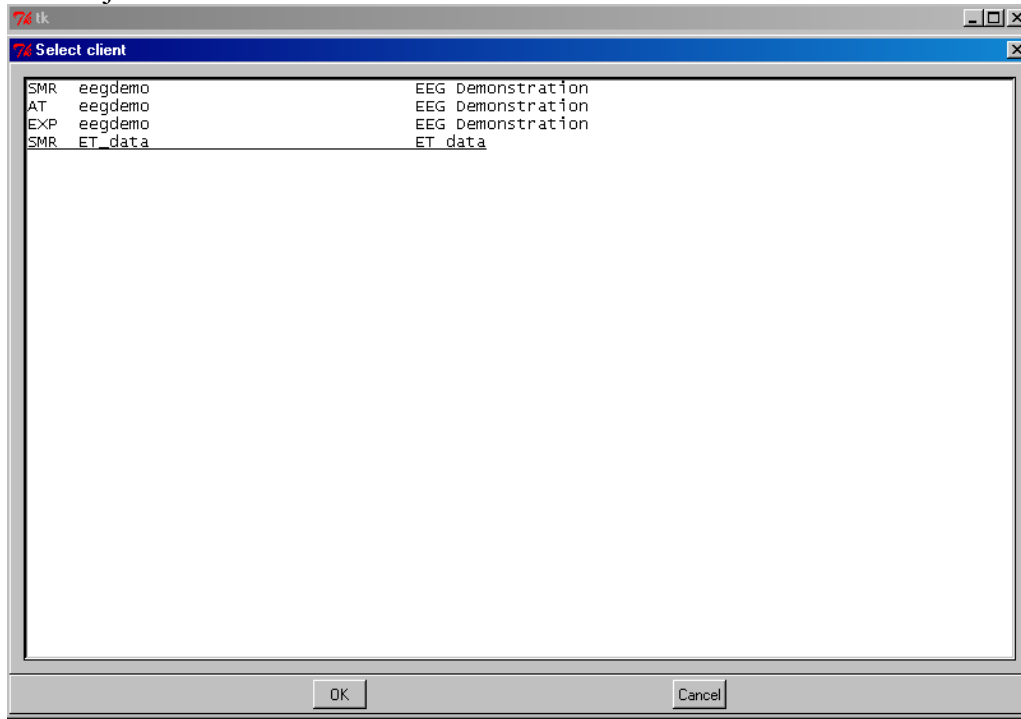 tk
Select client
SMR eegdemo EEG Demonstration
AT eegdemo EEG Demonstration
EXP eegdemo EEG Demonstration
SMR ET_data ET data
OK Cancel